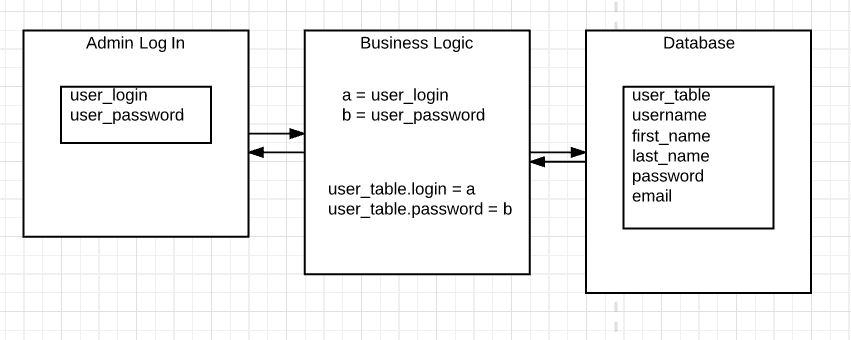 Admin Log In
user_login
user_password
Business Logic
a = user_login
b = user_password
user_table.login = a
user_table.password = b
Database
user_table
username
first_name
last_name
password
email